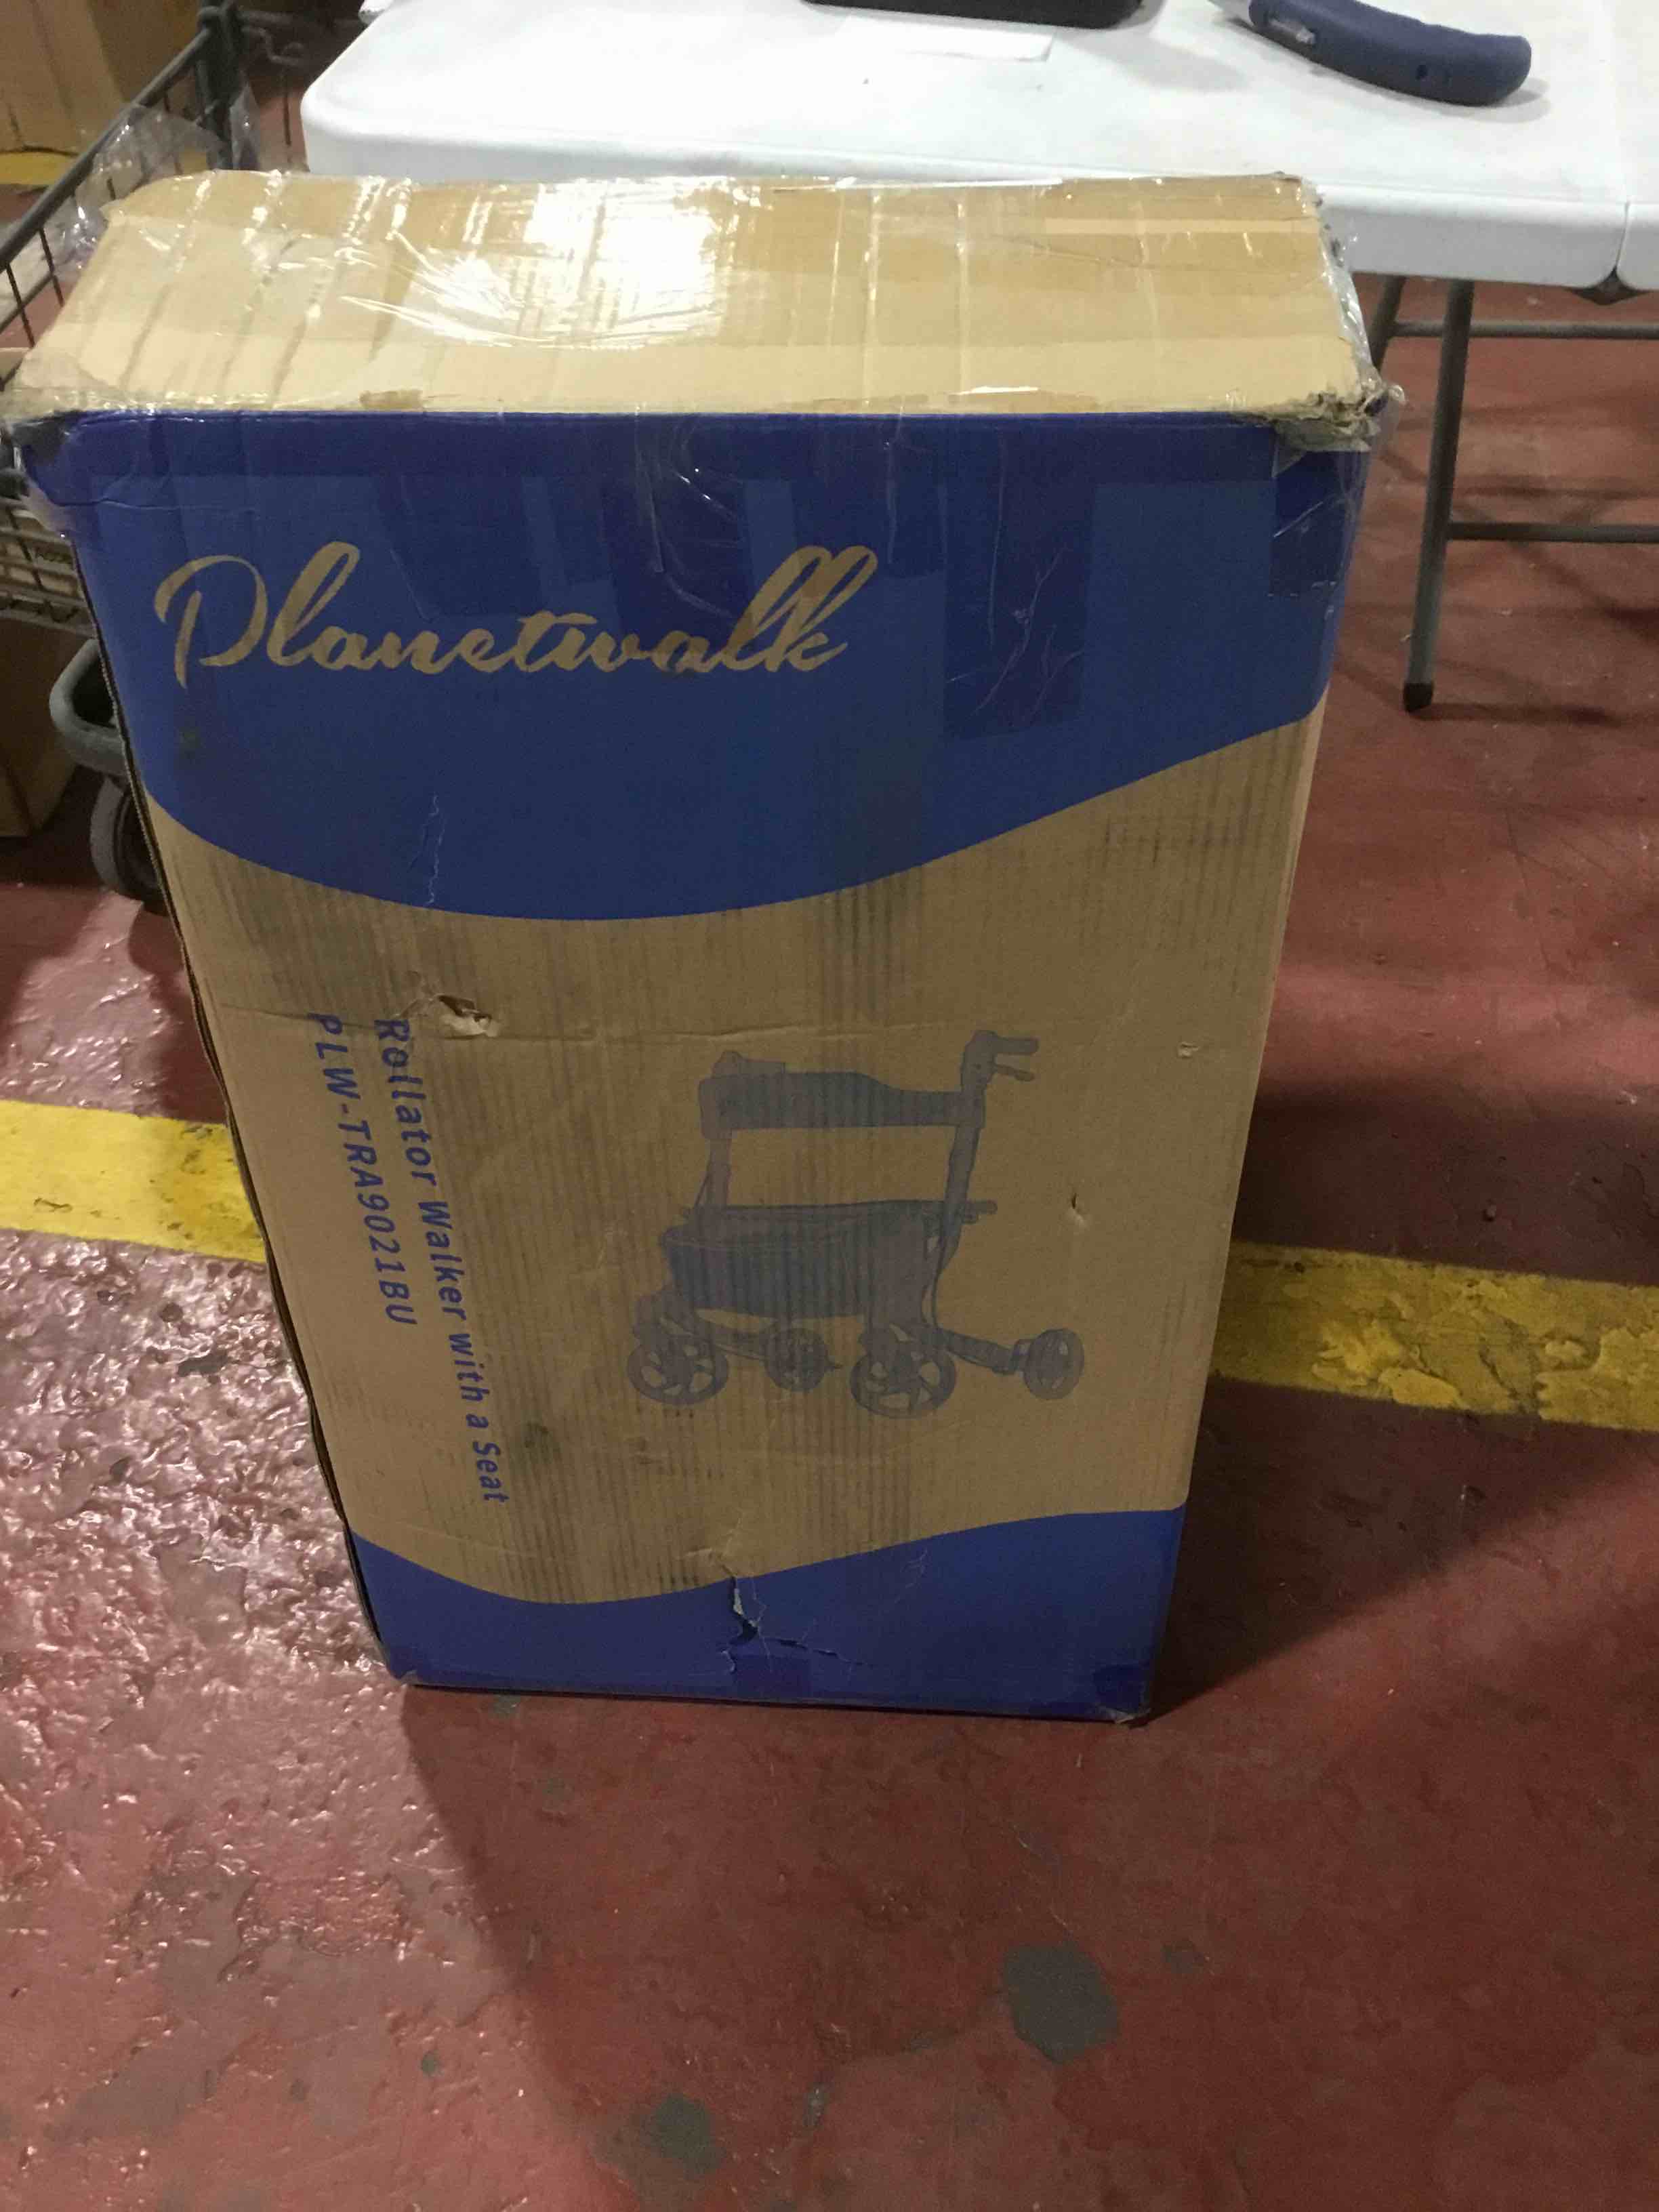 Planetwalk
Rollator Walker with a Seat
PLW-TRA9021BU